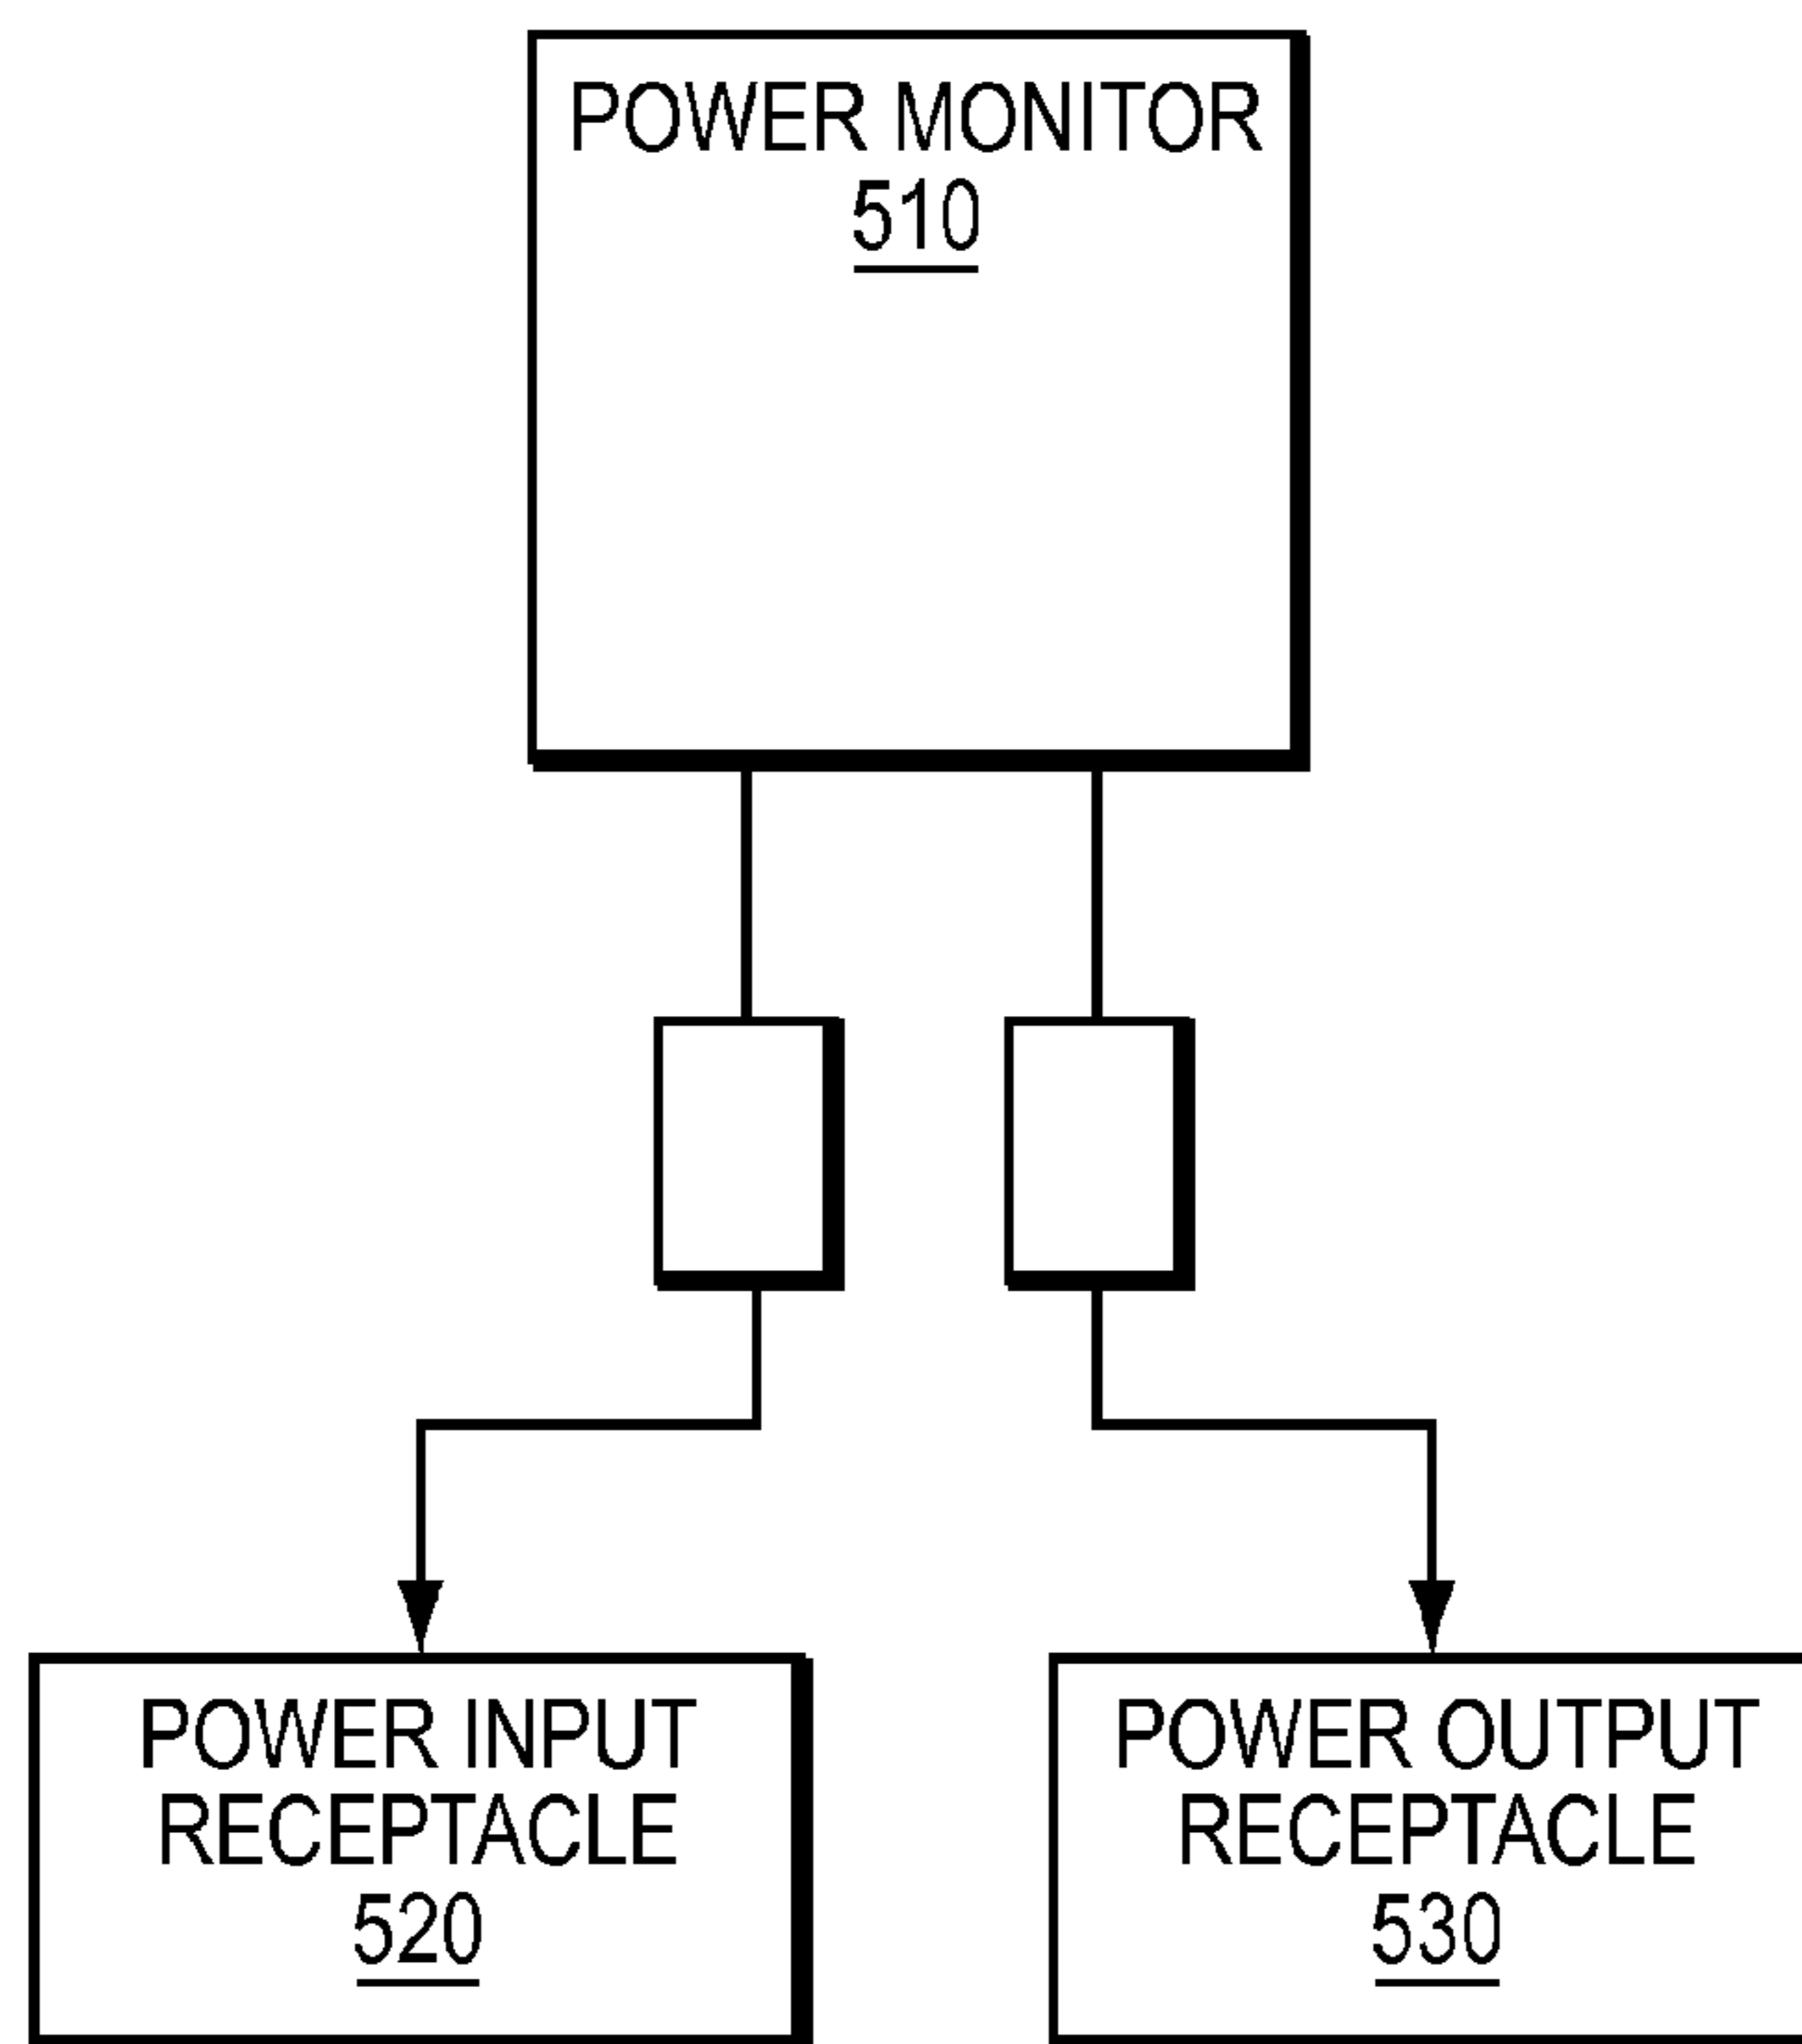 POWER MONITOR
510
POWER INPUT
RECEPTACLE
520
POWER OUTPUT
RECEPTACLE
530